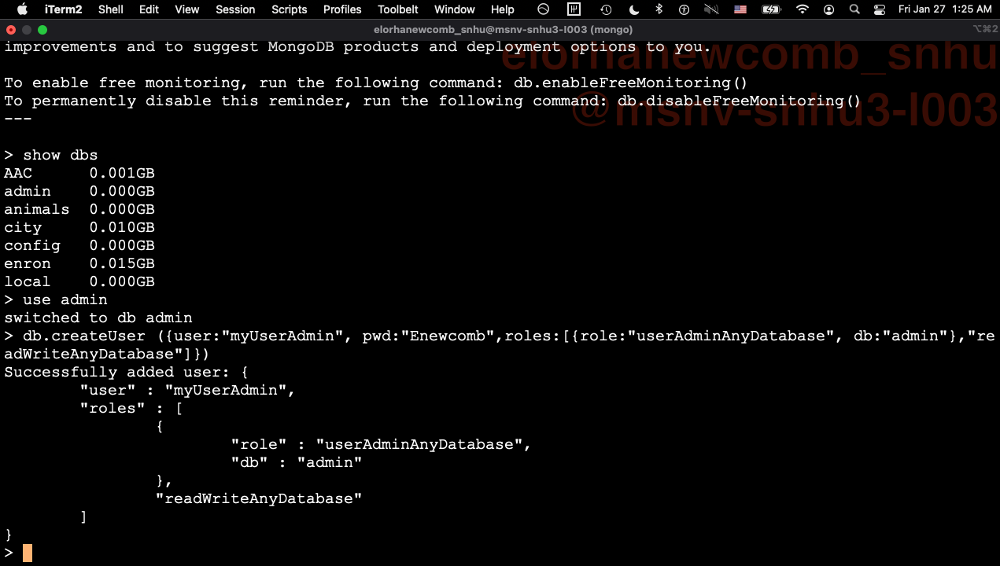 iTerm2 Shell Edit View Session Scripts Profiles Toolbelt Window Help Fri Jan 27 1:25 AM
elorhanewcomb_snhu@msnv-snhu3-l003 (mongo) ⌥⌘2
improvements and to suggest MongoDB products and deployment options to you.
elorhanewcomb_snhu
@msnv-snhu3-l003
To enable free monitoring, run the following command: db.enableFreeMonitoring()
To permanently disable this reminder, run the following command: db.disableFreeMonitoring()
---
> show dbs
AAC 0.001GB
admin 0.000GB
animals 0.000GB
city 0.010GB
config 0.000GB
enron 0.015GB
local 0.000GB
> use admin
switched to db admin
> db.createUser ({user:"myUserAdmin", pwd:"Enewcomb",roles:[{role:"userAdminAnyDatabase", db:"admin"},"re
adWriteAnyDatabase"]})
Successfully added user: {
"user" : "myUserAdmin",
"roles" : [
{
"role" : "userAdminAnyDatabase",
"db" : "admin"
},
"readWriteAnyDatabase"
]
}
>